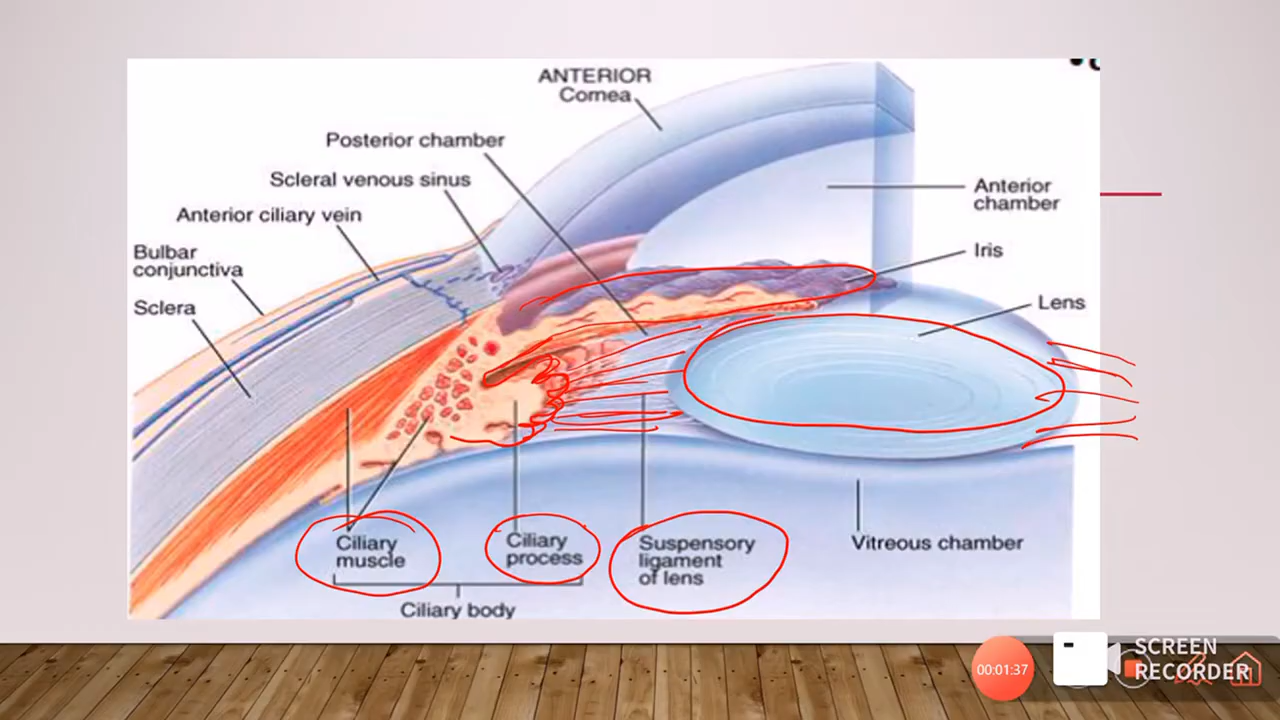 ANTERIOR
Cornea
Posterior chamber
Scleral venous sinus
Anterior ciliary vein
Bulbar
conjunctiva
Sclera
Anterior
chamber
Iris
Lens
Ciliary
muscle
Ciliary
process
Suspensory
ligament
of lens
Vitreous chamber
Ciliary body
00:01:37
SCREEN
RECORDER